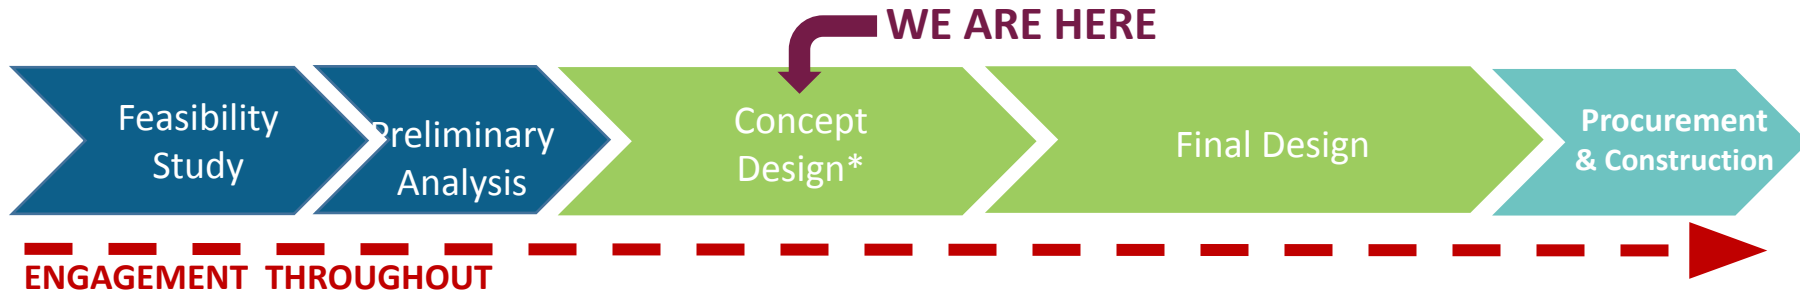 WE ARE HERE
Feasibility
Study
Preliminary
Analysis
Concept
Design*
Final Design
Procurement
& Construction
ENGAGEMENT THROUGHOUT